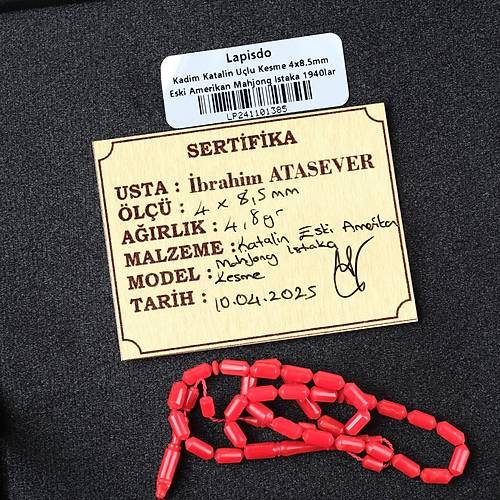 Lapisdo
Kadim Katalin Uçlu Kesme 4x8.5mm
Eski Amerikan Mahjong Istaka 1940lar
LP241101385
SERTİFİKA
USTA : İbrahim ATASEVER
ÖLÇÜ : 4 x 8,5 mm
AĞIRLIK : 4,8 gr
MALZEME : Katalin Eski Amerikan
Mahjong Istaka
MODEL : Kesme
TARİH : 10.04.2025